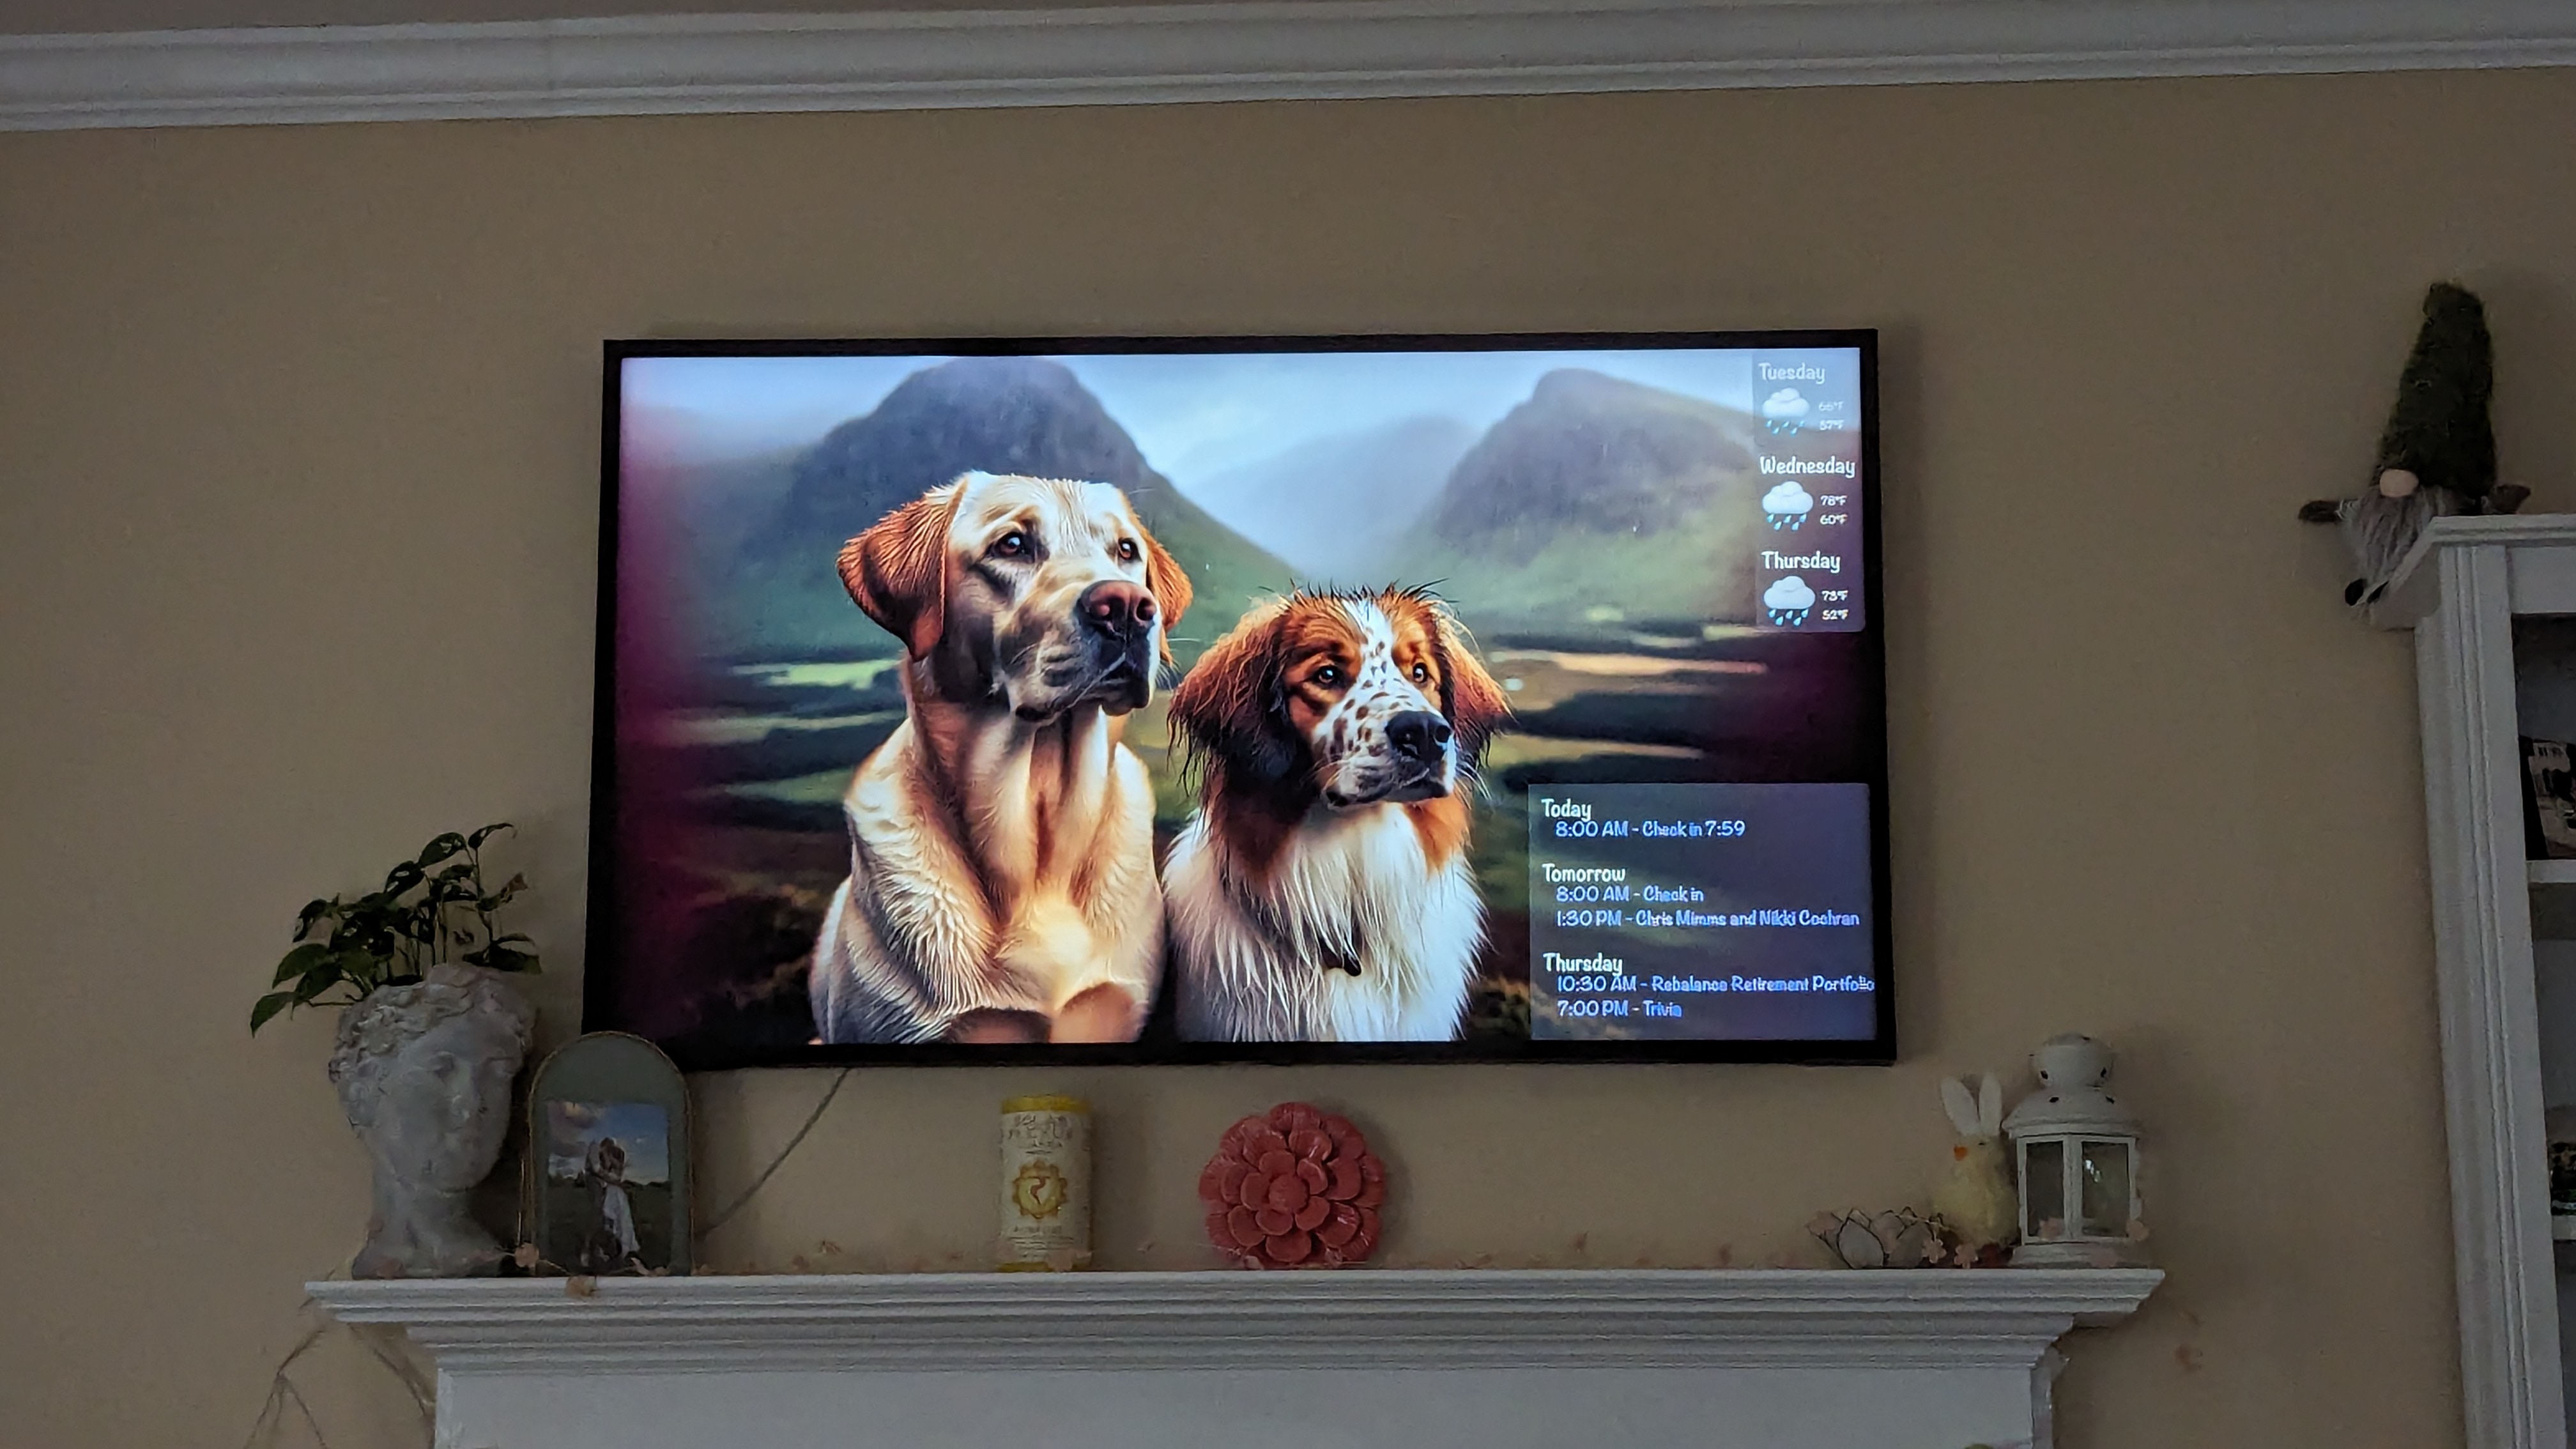 Tuesday
66°F
57°F
Wednesday
78°F
60°F
Thursday
73°F
52°F
Today
8:00 AM - Check in 7:59
Tomorrow
8:00 AM - Check in
1:30 PM - Chris Mimms and Nikki Cochran
Thursday
10:30 AM - Rebalance Retirement Portfolio
7:00 PM - Trivia